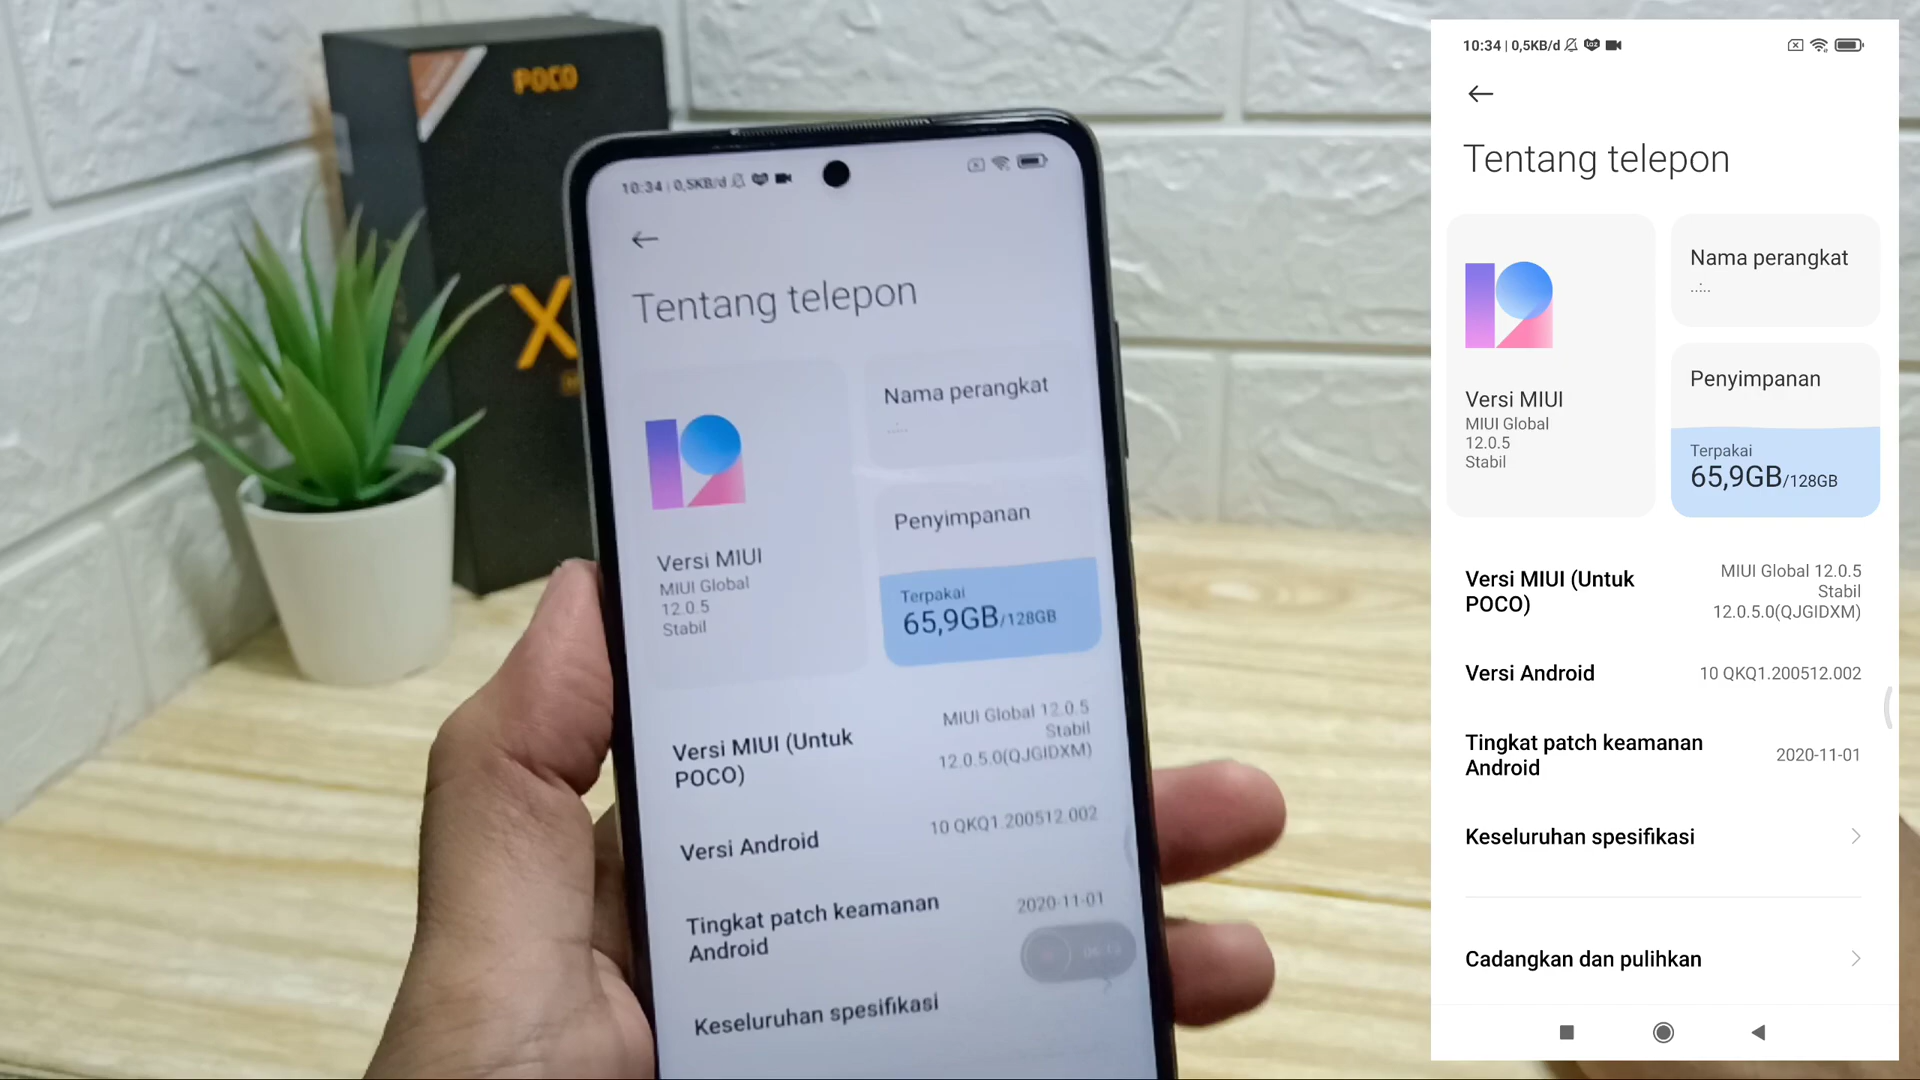 POCO
X
10:34 | 0,5KB/d
Tentang telepon
Nama perangkat
Versi MIUI
MIUI Global
12.0.5
Stabil
Penyimpanan
Terpakai
65,9GB/128GB
Versi MIUI (Untuk
POCO)
MIUI Global 12.0.5
Stabil
12.0.5.0(QJGIDXM)
Versi Android
10 QKQ1.200512.002
Tingkat patch keamanan
Android
2020-11-01
Keseluruhan spesifikasi
10:34 | 0,5KB/d
Tentang telepon
Versi MIUI
MIUI Global
12.0.5
Stabil
Nama perangkat
..:..
Penyimpanan
Terpakai
65,9GB/128GB
Versi MIUI (Untuk
POCO)
MIUI Global 12.0.5
Stabil
12.0.5.0(QJGIDXM)
Versi Android
10 QKQ1.200512.002
Tingkat patch keamanan
Android
2020-11-01
Keseluruhan spesifikasi
Cadangkan dan pulihkan